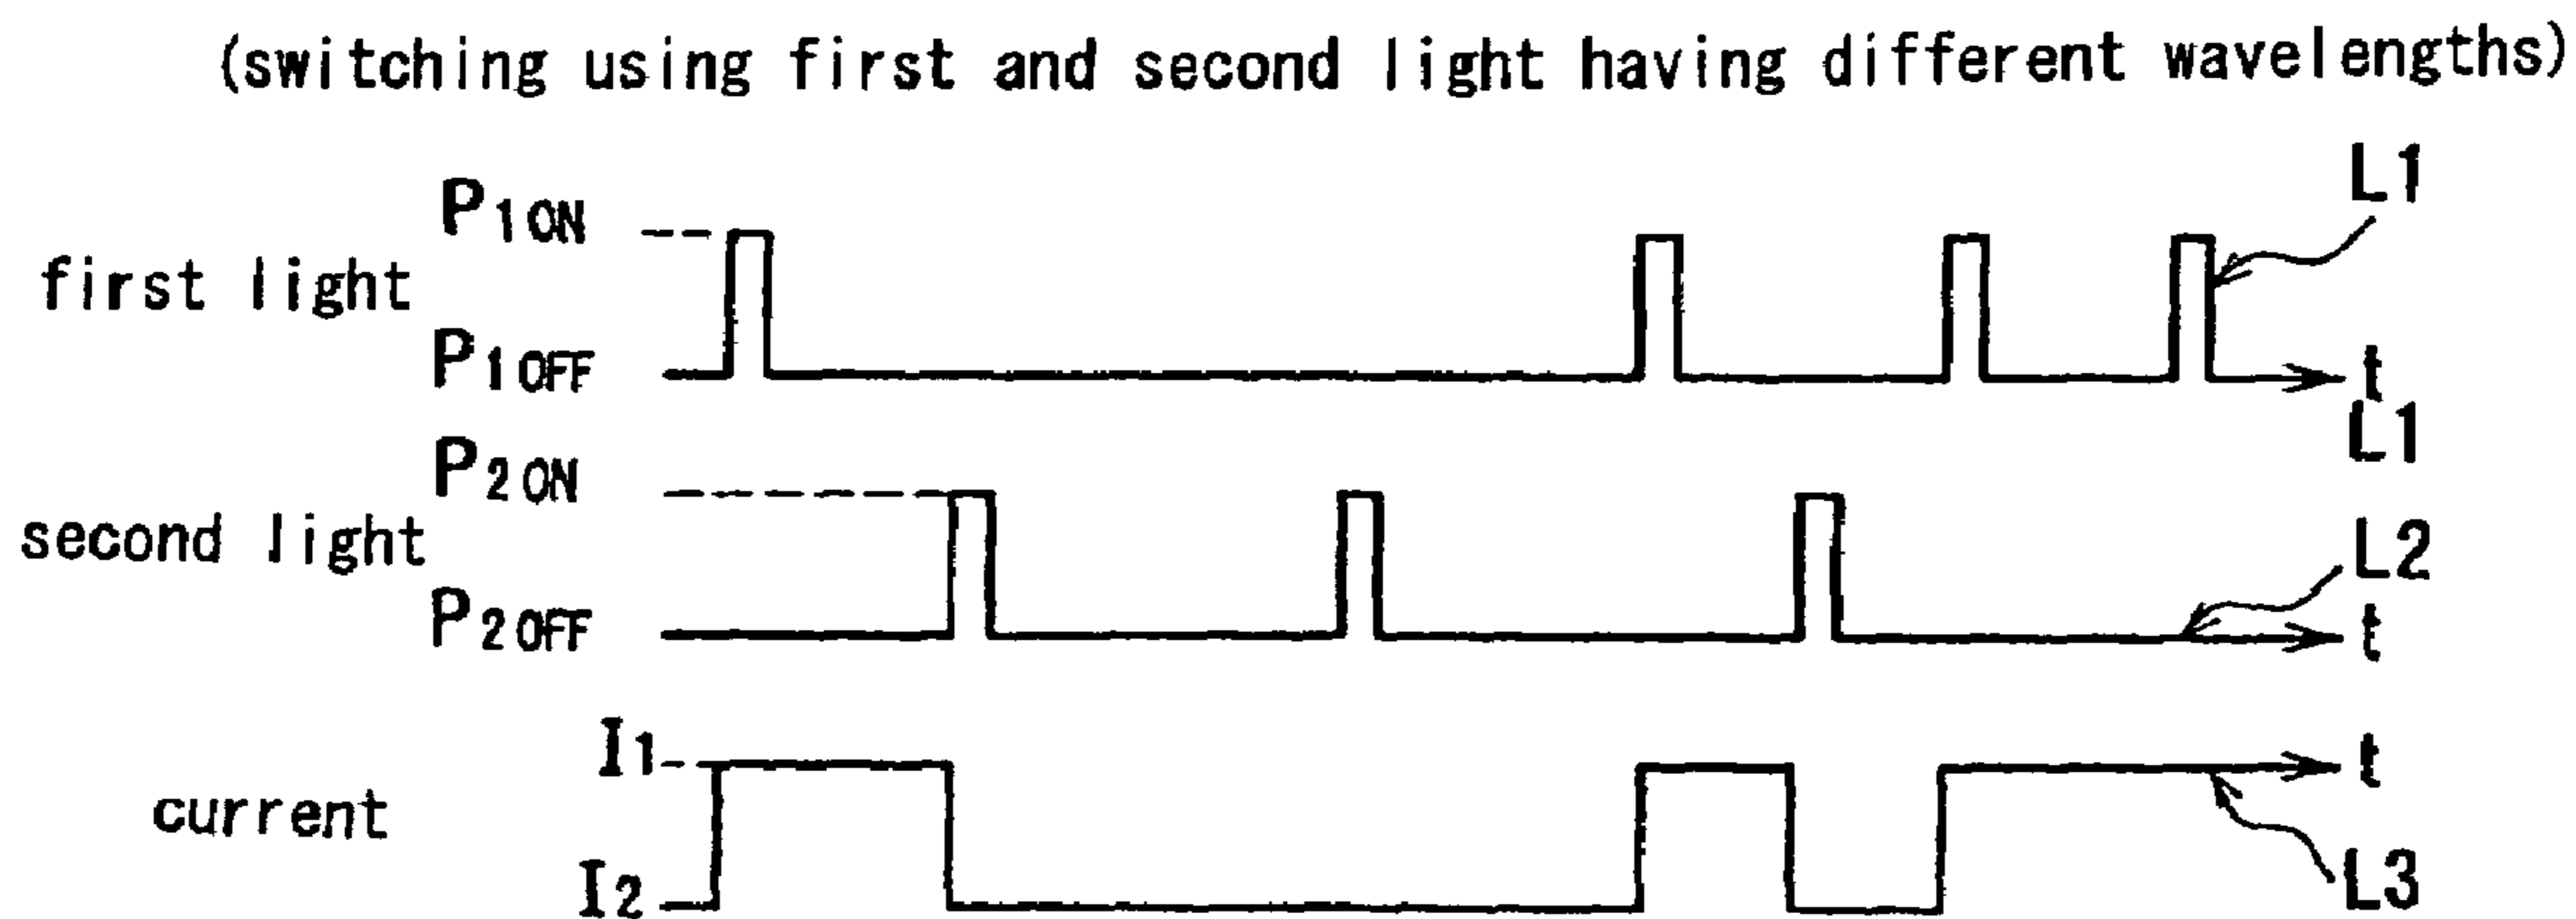 (switching using first and second light having different wavelengths)
L1
P1ON
first light
P1OFF
t
L1
P2ON
second light
L2
P2OFF
t
I1
t
current
I2
L3